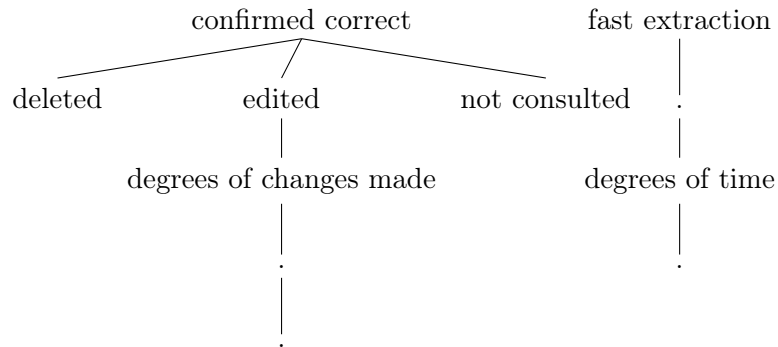 confirmed correct fast extraction
deleted edited not consulted .
degrees of changes made degrees of time
. .
.